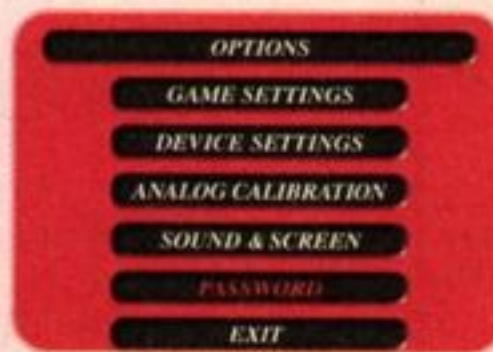 OPTIONS
GAME SETTINGS
DEVICE SETTINGS
ANALOG CALIBRATION
SOUND & SCREEN
PASSWORD
EXIT